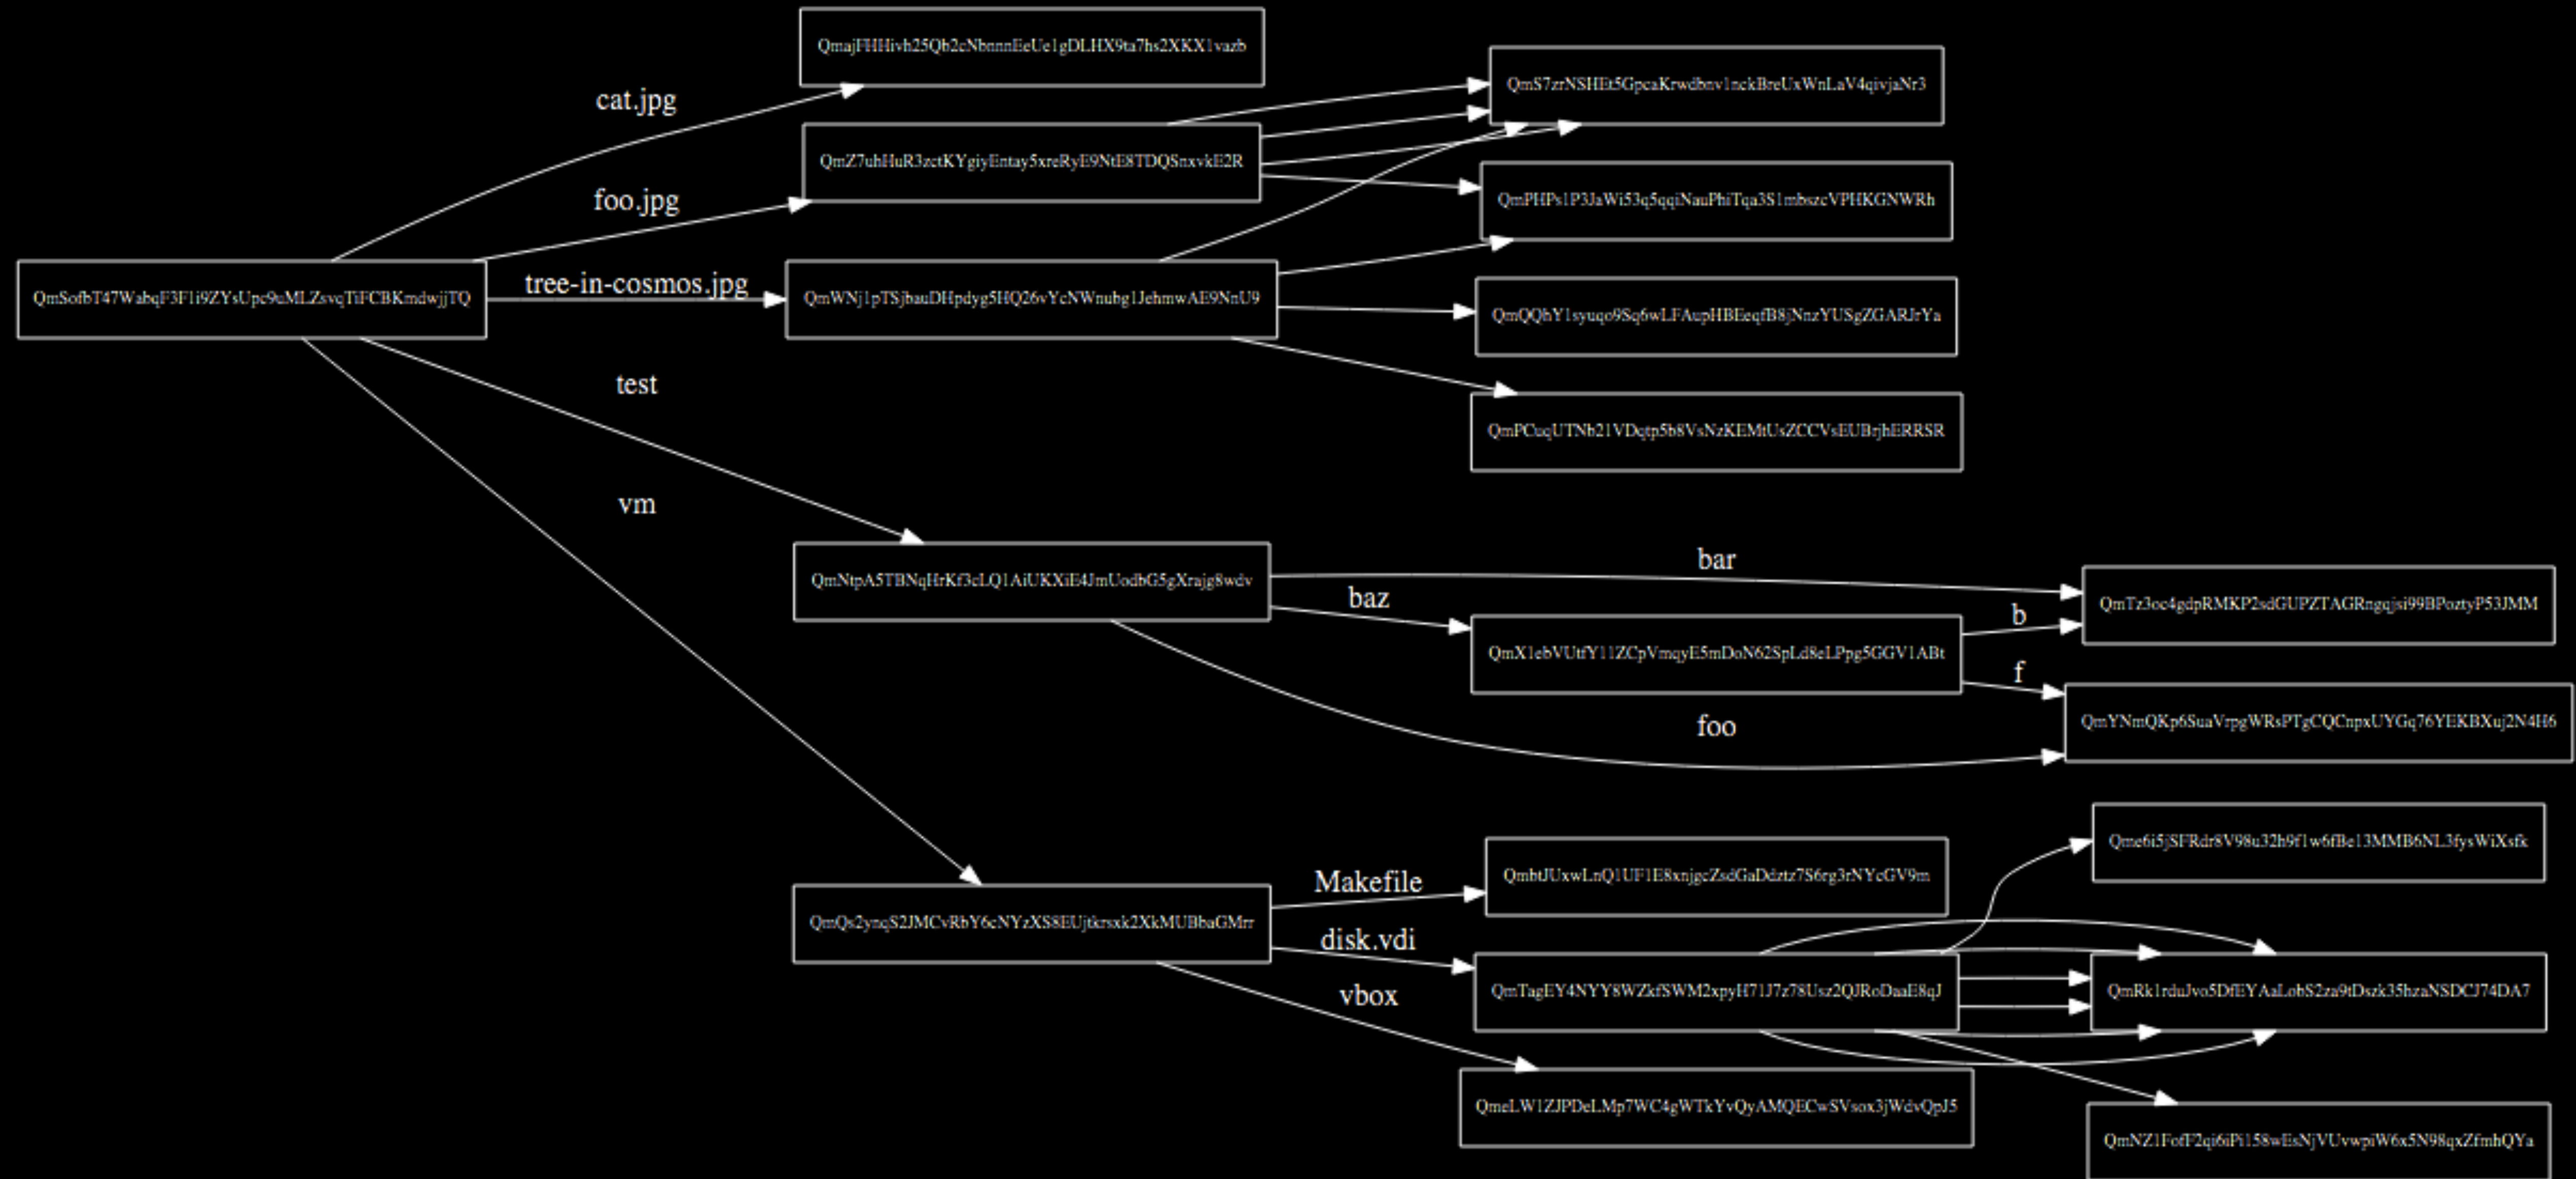 QmajFHHivh25Qb2cNbnnnEeUe1gDLHX9ta7hs2XKX1vazb
QmS7zrNSHEt5GpcaKrwdbnv1nckBreUxWnLaV4qivjaNr3
cat.jpg
QmZ7uhHuR3zctKYgiyEntay5xreRyE9NtE8TDQSnxvkE2R
foo.jpg
QmPHPs1P3JaWi53q5qqiNauPhiTqa3S1mbszcVPHKGNWRh
QmSofbT47WabqF3F1i9ZYsUpc9uMLZsvqTiFCBKmdwjjTQ
tree-in-cosmos.jpg
QmWNj1pTSjbauDHpdyg5HQ26vYcNWnubg1JehmwAE9NnU9
QmQQhY1syuqo9Sq6wLFAupHBEeqfB8jNnzYUSgZGARJrYa
test
QmPCuqUTNb21VDqtp5b8VsNzKEMtUsZCCVsEUBrjhERRSR
vm
QmNtpA5TBNqHrKf3cLQ1AiUKXiE4JmUodbG5gXrajg8wdv
bar
baz
QmTz3oc4gdpRMKP2sdGUPZTAGRngqjsi99BPoztyP53JMM
b
QmX1ebVUtfY11ZCpVmqyE5mDoN62SpLd8eLPpg5GGV1ABt
f
foo
QmYNmQKp6SuaVrpgWRsPTgCQCnpxUYGq76YEKBXuj2N4H6
Qme6i5jSFRdr8V98u32h9f1w6fBe13MMB6NL3fysWiXsfk
Makefile
QmbtJUxwLnQ1UF1E8xnjgcZsdGaDdztz7S6rg3rNYcGV9m
QmQs2ynqS2JMCvRbY6cNYzXS8EUjtkrsxk2XkMUBbaGMrr
disk.vdi
QmTagEY4NYY8WZkfSWM2xpyH71J7z78Usz2QJRoDaaE8qJ
QmRk1rduJvo5DfEYAaLobS2za9tDszk35hzaNSDCJ74DA7
vbox
QmeLW1ZJPDeLMp7WC4gWTkYvQyAMQECwSVsox3jWdvQpJ5
QmNZ1FofF2qi6iPi158wEsNjVUvwpiW6x5N98qxZfmhQYa